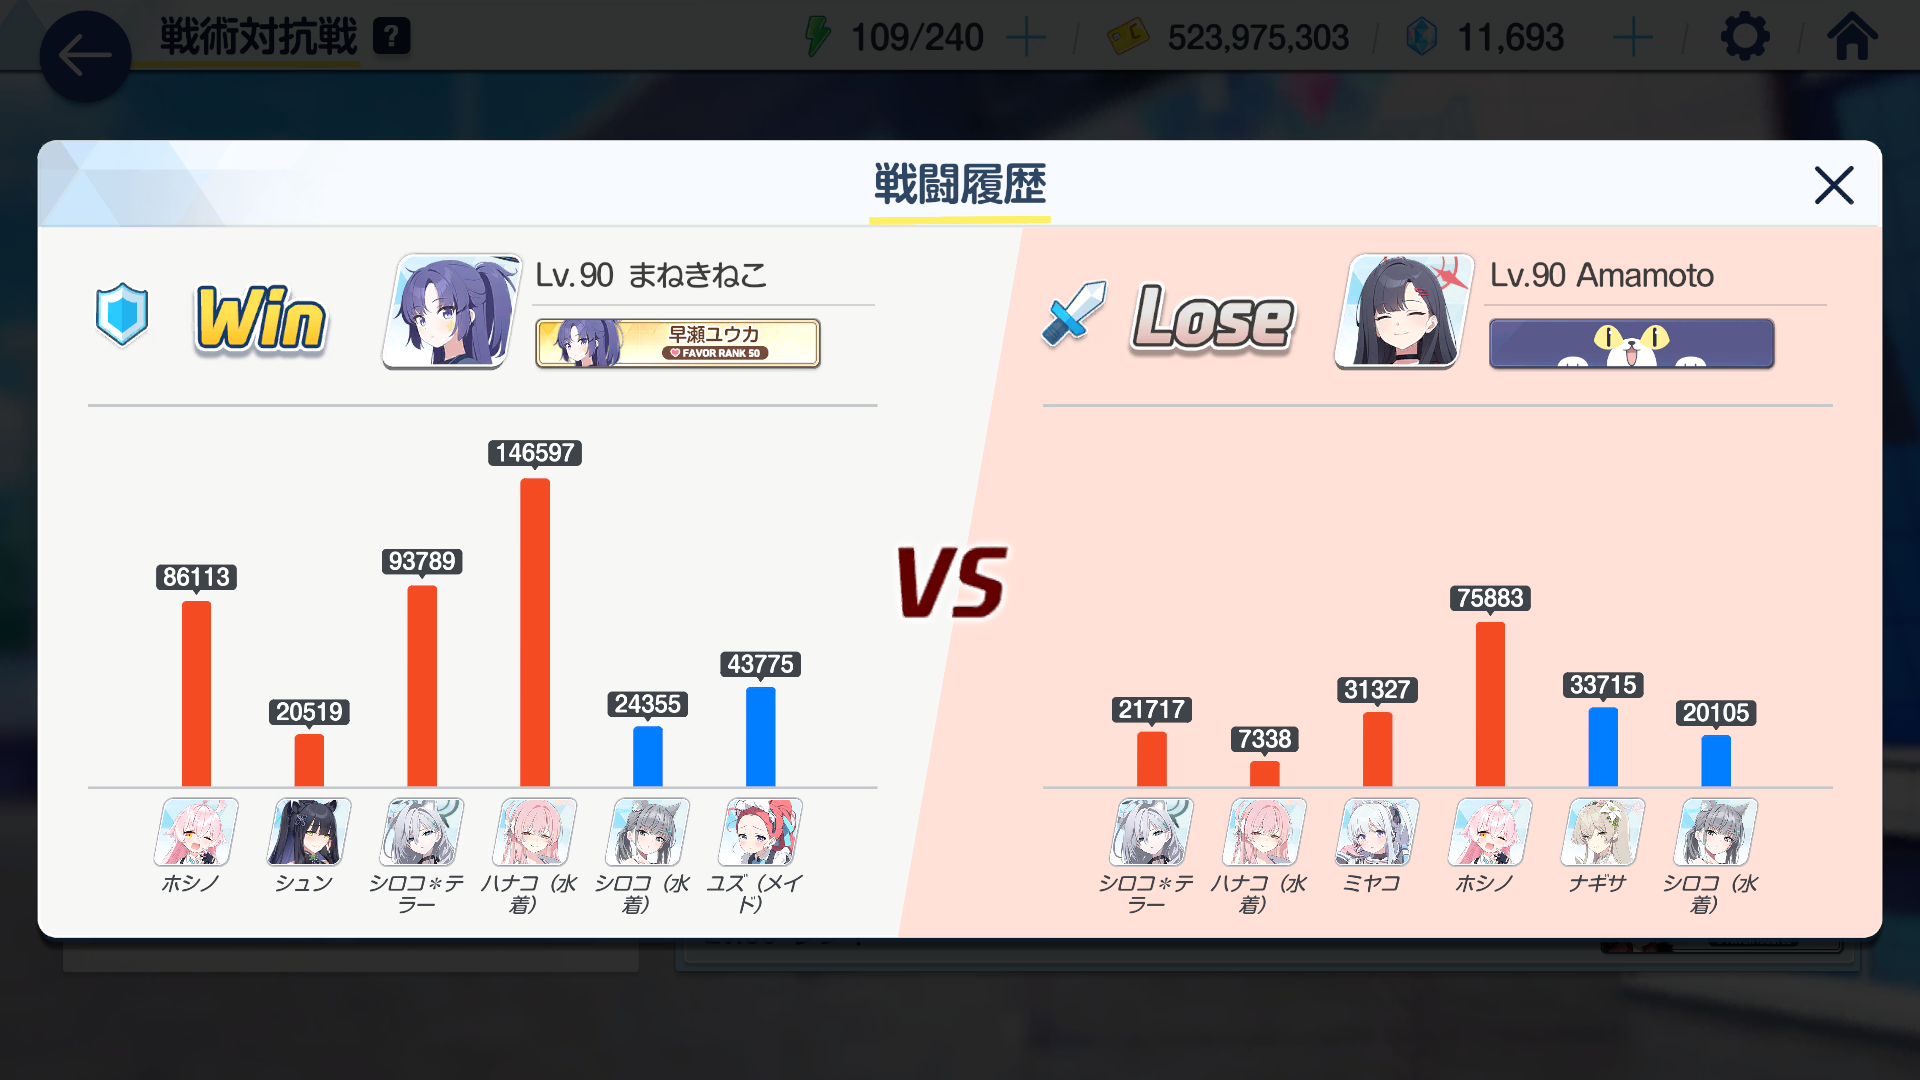 戦術対抗戦 ?
109/240
523,975,303
11,693
戦闘履歴
Win
Lv.90 まねきねこ
早瀬ユウカ
FAVOR RANK 50
146597
93789
86113
43775
24355
20519
ホシノ
シュン
シロコ＊テラー
ハナコ（水着）
シロコ（水着）
ユズ（メイド）
VS
Lose
Lv.90 Amamoto
75883
33715
31327
21717
20105
7338
シロコ＊テラー
ハナコ（水着）
ミヤコ
ホシノ
ナギサ
シロコ（水着）